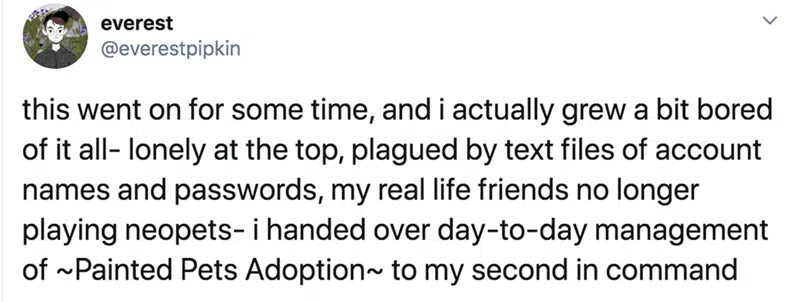 everest
@everestpipkin
this went on for some time, and i actually grew a bit bored
of it all- lonely at the top, plagued by text files of account
names and passwords, my real life friends no longer
playing neopets- i handed over day-to-day management
of ~Painted Pets Adoption~ to my second in command